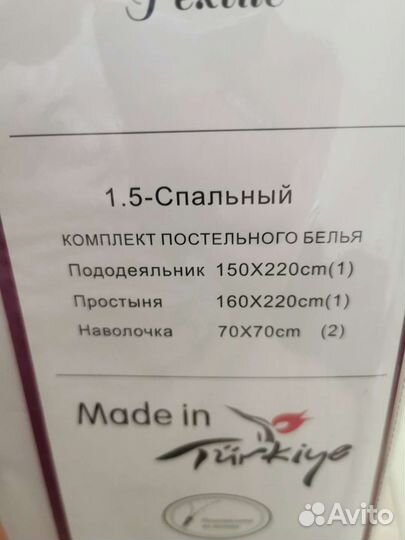 Textile
1.5-Спальный
КОМПЛЕКТ ПОСТЕЛЬНОГО БЕЛЬЯ
Пододеяльник 150X220cm(1)
Простыня 160X220cm(1)
Наволочка 70X70cm (2)
Made in
Türkiye
Avito